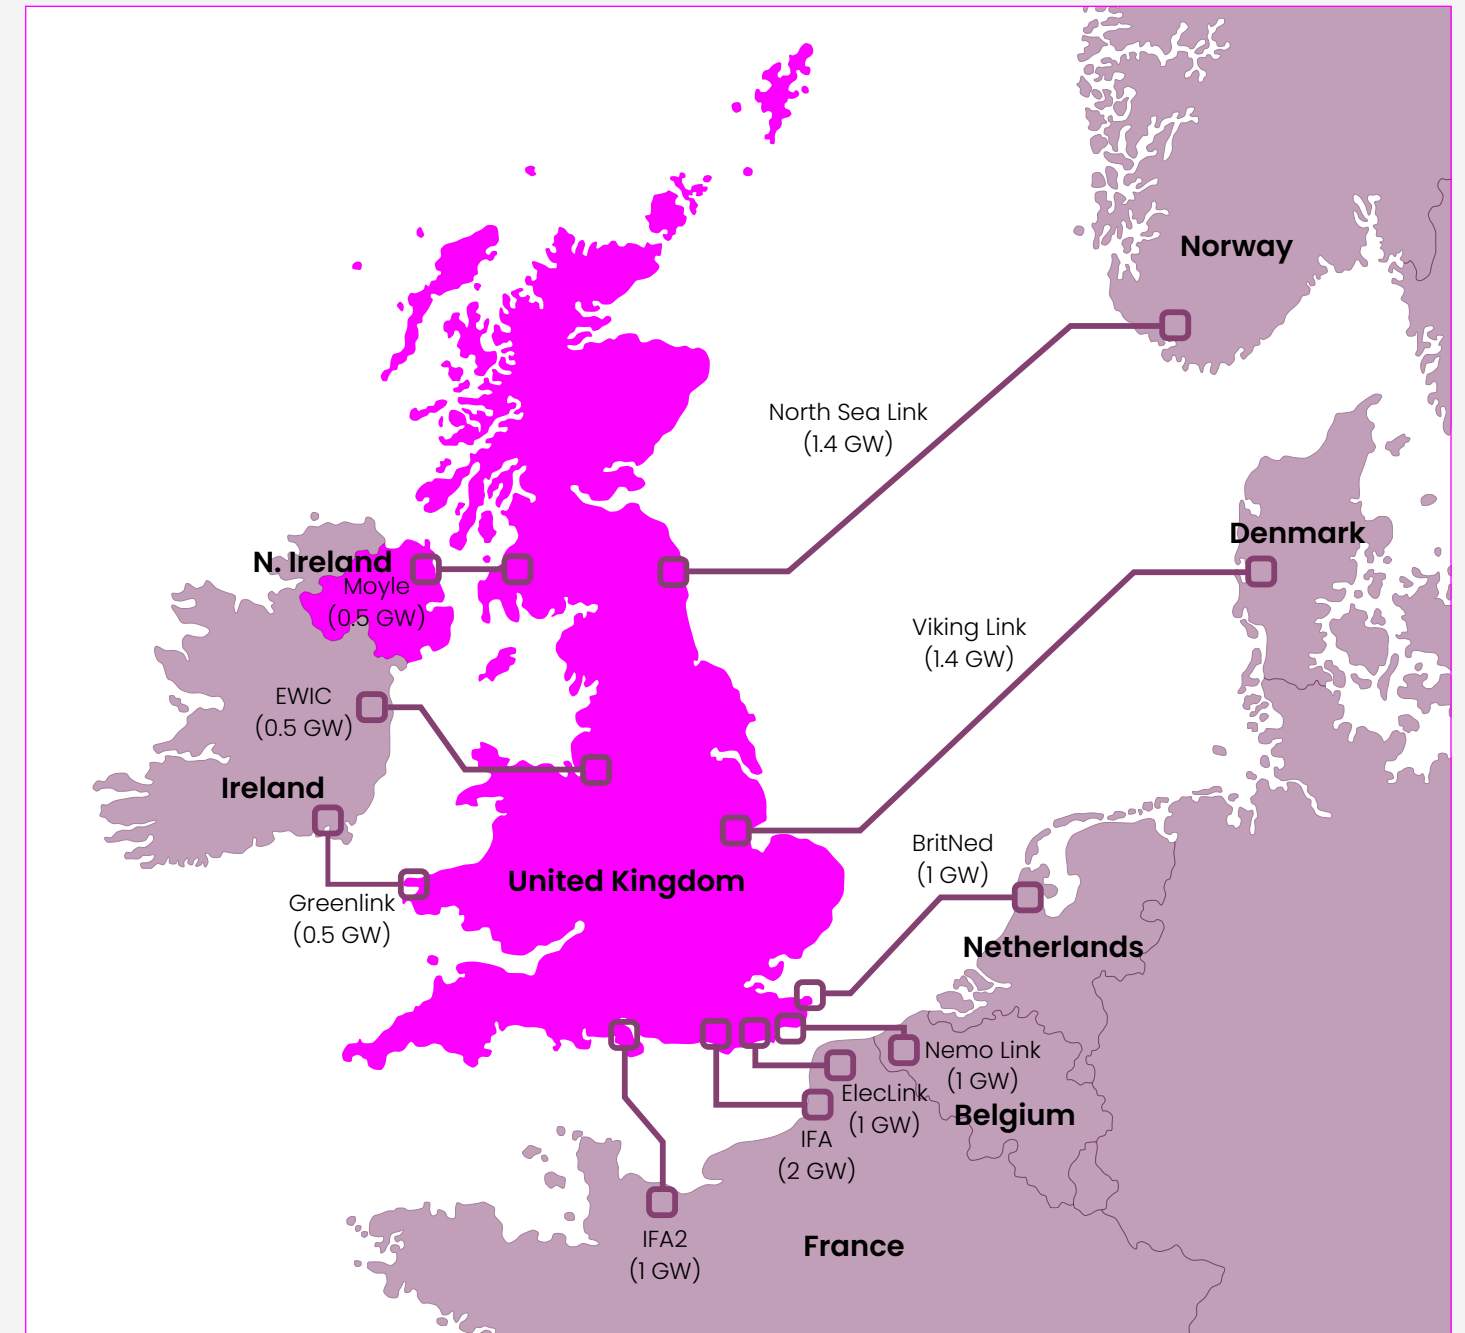 Norway
North Sea Link
(1.4 GW)
Denmark
N. Ireland
Moyle
(0.5 GW)
Viking Link
(1.4 GW)
EWIC
(0.5 GW)
Ireland
BritNed
(1 GW)
United Kingdom
Greenlink
(0.5 GW)
Netherlands
Nemo Link
(1 GW)
ElecLink
(1 GW)
Belgium
IFA
(2 GW)
IFA2
(1 GW)
France